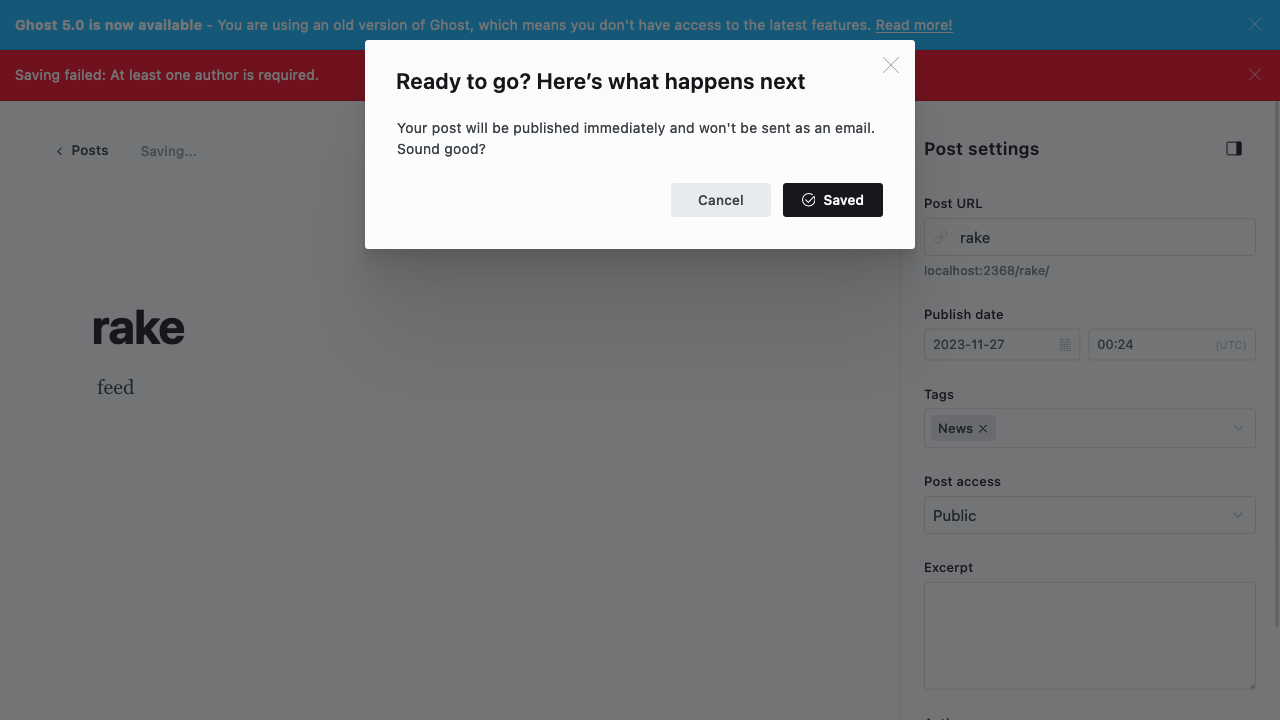 Ghost 5.0 is now available - You are using an old version of Ghost, which means you don't have access to the latest features. Read more!
Saving failed: At least one author is required.
Ready to go? Here's what happens next
Your post will be published immediately and won't be sent as an email.
Sound good?
Cancel
Saved
Posts
Saving...
rake
feed
Post settings
Post URL
rake
localhost:2368/rake/
Publish date
2023-11-27
00:24
(UTC)
Tags
News
Post access
Public
Excerpt